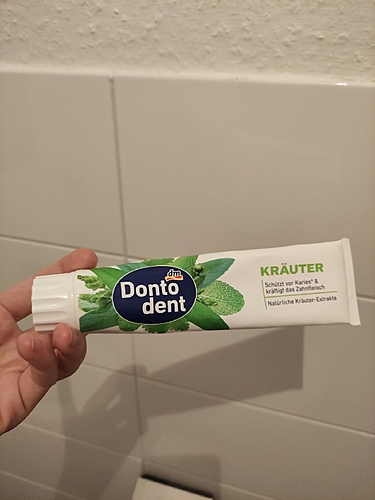 dm
Donto
dent
KRÄUTER
Schützt vor Karies* &
kräftigt das Zahnfleisch
Natürliche Kräuter-Extrakte